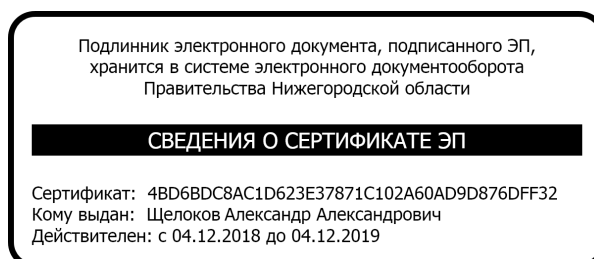 Подлинник электронного документа, подписанного ЭП,
хранится в системе электронного документооборота
Правительства Нижегородской области
СВЕДЕНИЯ О СЕРТИФИКАТЕ ЭП
Сертификат: 4BD6BDC8AC1D623E37871C102A60AD9D876DFF32
Кому выдан: Щелоков Александр Александрович
Действителен: с 04.12.2018 до 04.12.2019